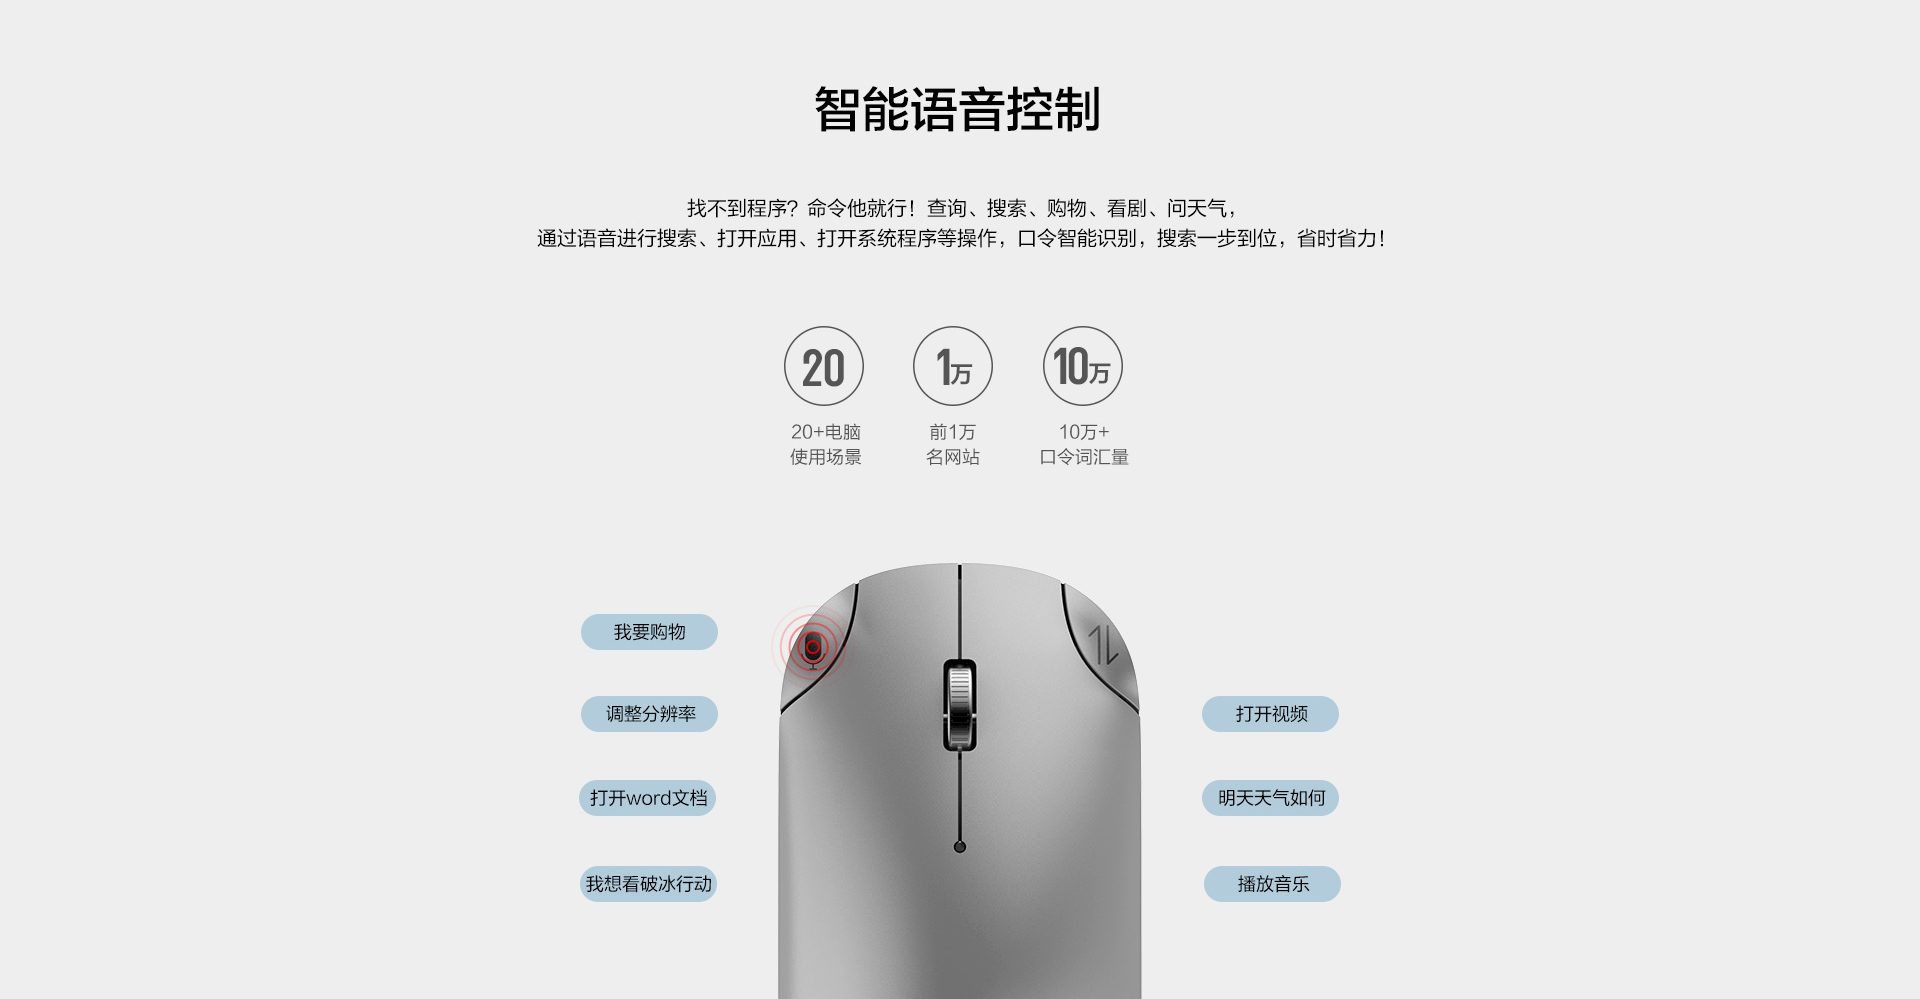 智能语音控制
找不到程序？命令他就行！查询、搜索、购物、看剧、问天气，
通过语音进行搜索、打开应用、打开系统程序等操作，口令智能识别，搜索一步到位，省时省力！
20
1万
10万
20+电脑
使用场景
前1万
名网站
10万+
口令词汇量
我要购物
调整分辨率
打开视频
打开word文档
明天天气如何
我想看破冰行动
播放音乐